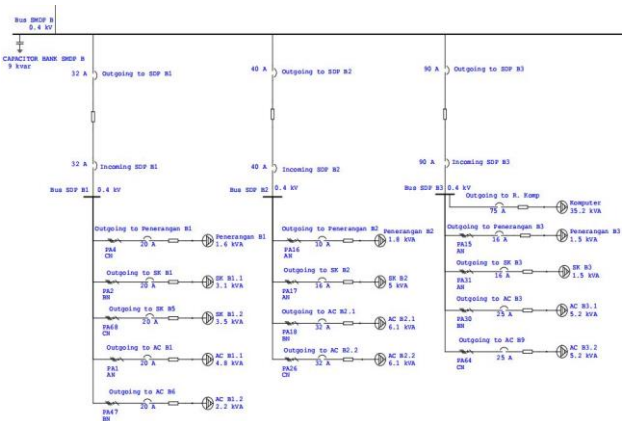 Bus SMDP B
0.4 kV
CAPACITOR BANK SMDP B
9 kvar
32 A
Outgoing to SDP B1
32 A
Incoming SDP B1
Bus SDP B1
0.4 kV
Outgoing to Penerangan B1
20 A
PA4
CN
Penerangan B1
1.6 kVA
Outgoing to SK B1
20 A
PA2
BN
SK B1.1
3.1 kVA
Outgoing to SK B5
20 A
PA68
CN
SK B1.2
3.5 kVA
Outgoing to AC B1
20 A
PA1
AN
AC B1.1
4.8 kVA
Outgoing to AC B6
20 A
PA47
BN
AC B1.2
2.2 kVA
40 A
Outgoing to SDP B2
40 A
Incoming SDP B2
Bus SDP B2
0.4 kV
Outgoing to Penerangan B2
10 A
PA16
AN
Penerangan B2
1.8 kVA
Outgoing to SK B2
16 A
PA17
AN
SK B2
5 kVA
Outgoing to AC B2.1
32 A
PA18
BN
AC B2.1
6.1 kVA
Outgoing to AC B2.2
32 A
PA26
CN
AC B2.2
6.1 kVA
90 A
Outgoing to SDP B3
90 A
Incoming SDP B3
Bus SDP B3
0.4 kV
Outgoing to R. Komp
75 A
Komputer
35.2 kVA
Outgoing to Penerangan B3
16 A
PA15
AN
Penerangan B3
1.5 kVA
Outgoing to SK B3
16 A
PA31
AN
SK B3
1.5 kVA
Outgoing to AC B3
25 A
PA30
BN
AC B3.1
5.2 kVA
Outgoing to AC B9
25 A
PA64
CN
AC B3.2
5.2 kVA